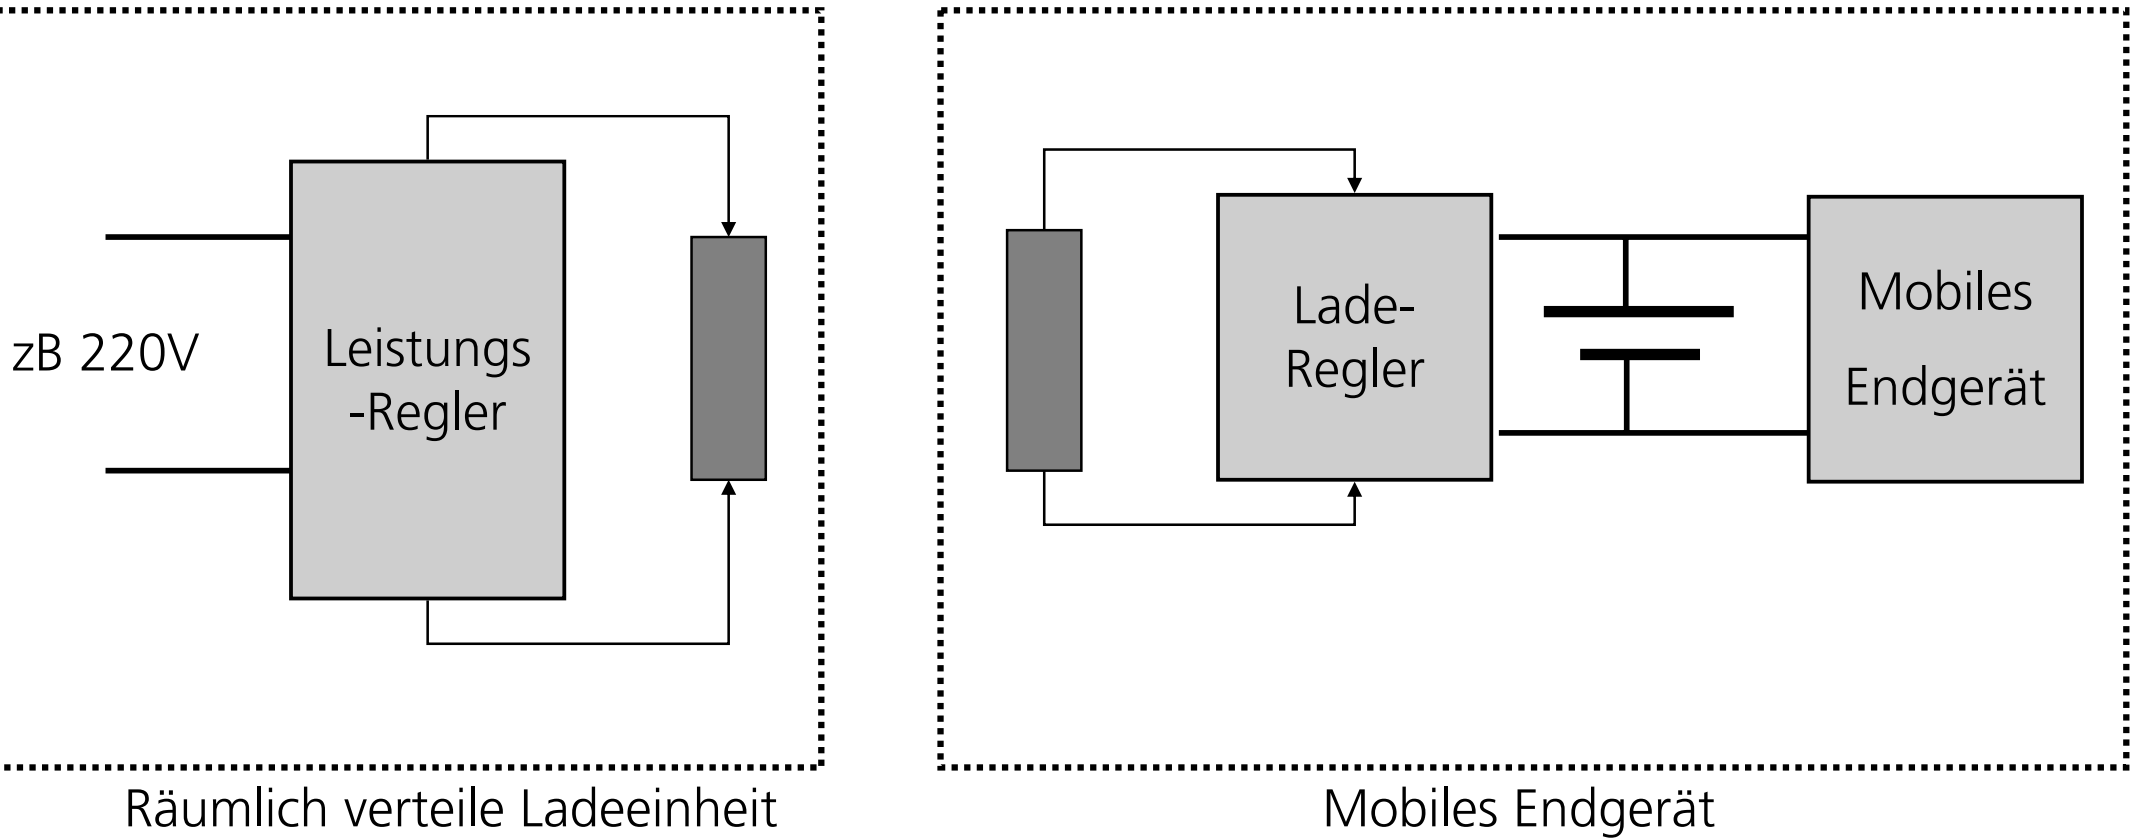 zB 220V
Leistungs
-Regler
Räumlich verteile Ladeeinheit
Lade-
Regler
Mobiles
Endgerät
Mobiles Endgerät